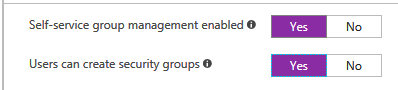 Self-service group management enabled Yes No
Users can create security groups Yes No